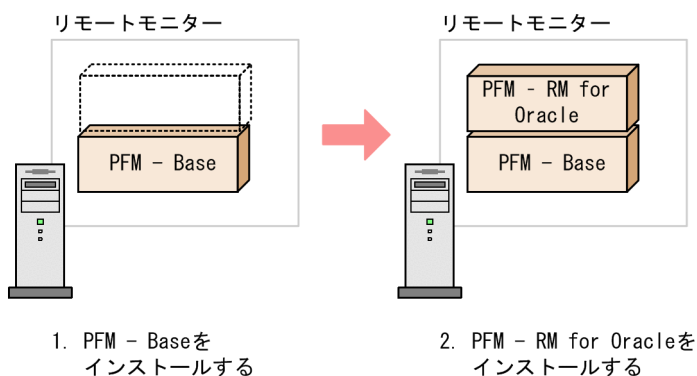 リモートモニター
PFM - Base
1. PFM - Baseを
インストールする
リモートモニター
PFM - RM for
Oracle
PFM - Base
2. PFM - RM for Oracleを
インストールする